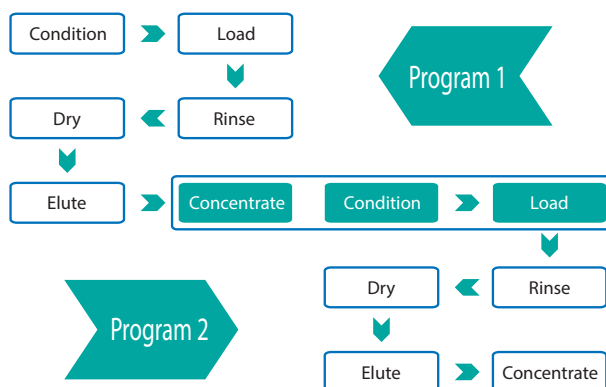 Condition
Load
Program 1
Dry
Rinse
Elute
Concentrate
Condition
Load
Dry
Rinse
Program 2
Elute
Concentrate